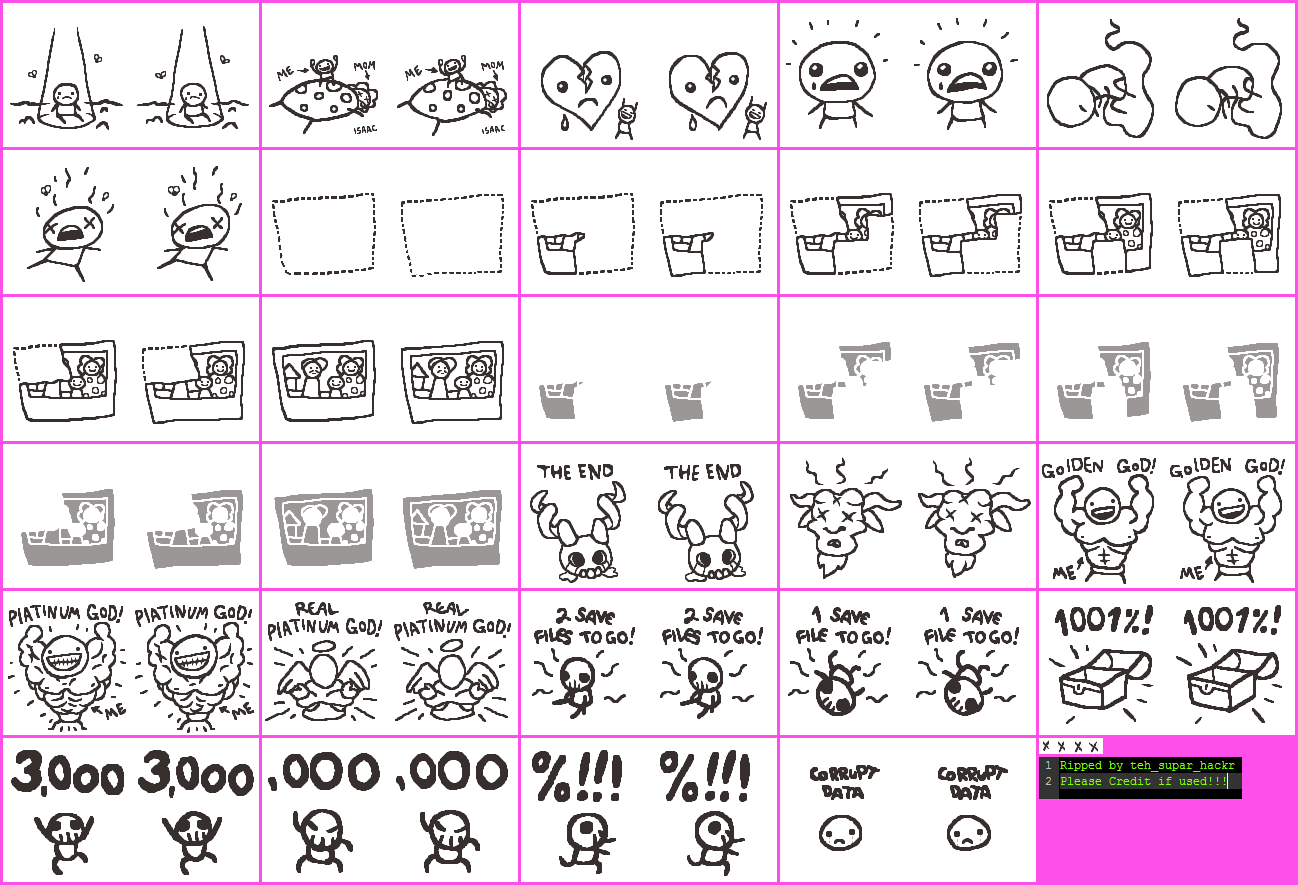 ME
MOM
ISAAC
ME
MOM
ISAAC
THE END
THE END
GOlDEN GOD!
ME
GOlDEN GOD!
ME
PlATINUM GOD!
ME
PlATINUM GOD!
ME
REAL
PlATINUM GOD!
REAL
PlATINUM GOD!
2 SAVE
FILES TO GO!
2 SAVE
FILES TO GO!
1 SAVE
FILE TO GO!
1 SAVE
FILE TO GO!
1001%!
1001%!
3,000
3,000
,000
,000
%!!!
%!!!
CORRUPT
DATA
CORRUPT
DATA
X X X X
1 Ripped by teh_supar_hackr
2 Please Credit if used!!!